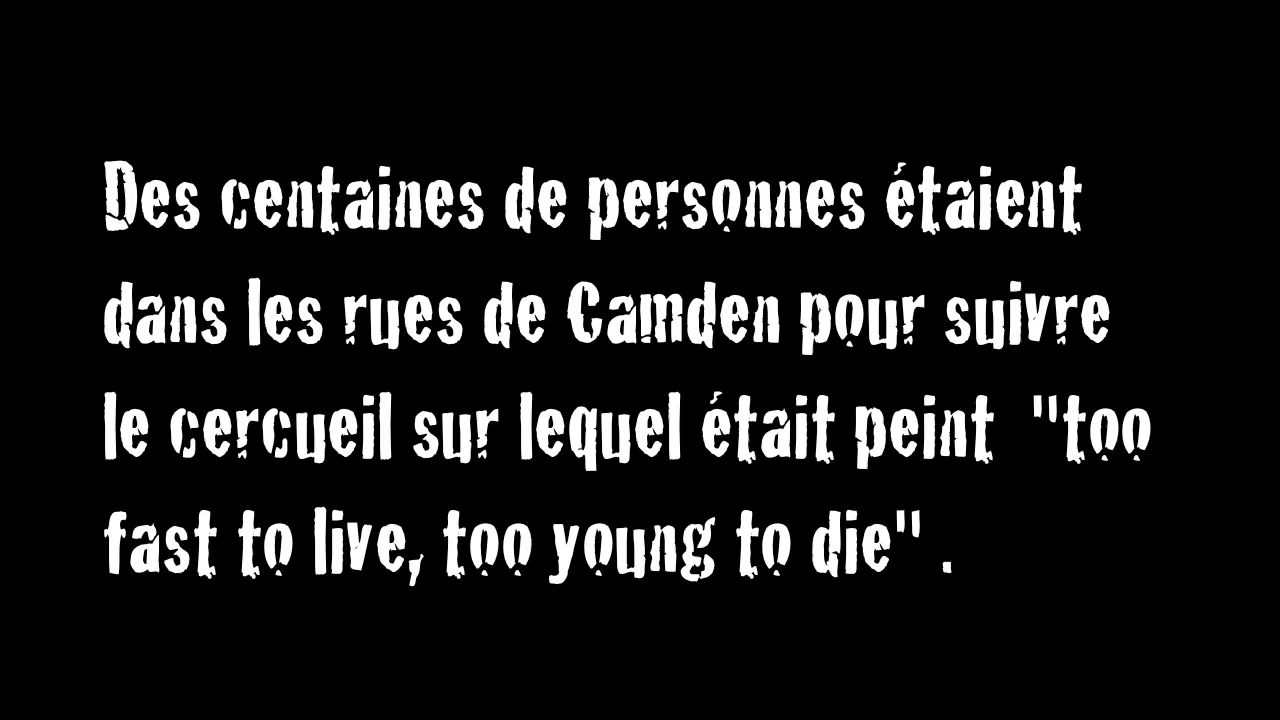 Des centaines de personnes étaient
dans les rues de Camden pour suivre
le cercueil sur lequel était peint "too
fast to live, too young to die" .